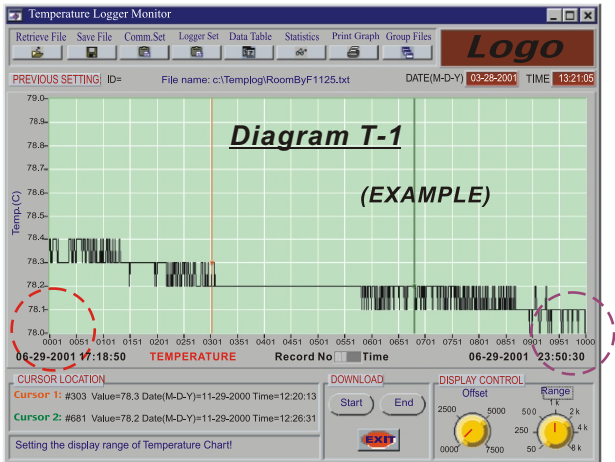 Temperature Logger Monitor
Retrieve File Save File Comm.Set Logger Set Data Table Statistics Print Graph Group Files
Logo
PREVIOUS SETTING ID= File name: c:\Templog\RoomByF1125.txt DATE(M-D-Y) 03-28-2001 TIME 13:21:05
79.0
Diagram T-1
78.9
78.8
78.7
(EXAMPLE)
78.6
Temp.(C)
78.5
78.4
78.3
78.2
78.1
78.0
0001 0051 0101 0151 0201 0251 0301 0351 0401 0451 0501 0551 0601 0651 0701 0751 0801 0851 0901 0951 1000
06-29-2001 17:18:50 TEMPERATURE Record No Time 06-29-2001 23:50:30
CURSOR LOCATION
Cursor 1: #303 Value=78.3 Date(M-D-Y)=11-29-2000 Time=12:20:13
Cursor 2: #681 Value=78.2 Date(M-D-Y)=11-29-2000 Time=12:26:31
Setting the display range of Temperature Chart!
DOWNLOAD
Start End
EXIT
DISPLAY CONTROL
Offset
2500 5000
0000 7500
Range
1 k
500 2 k
250 4 k
50 8 k